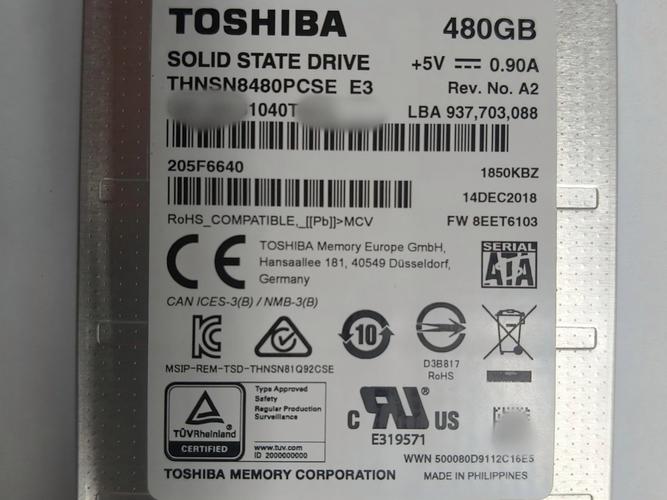 TOSHIBA 480GB
SOLID STATE DRIVE +5V 0.90A
THNSN8480PCSE E3 Rev. No. A2
1040T LBA 937,703,088
205F6640 1850KBZ
14DEC2018
RoHS_COMPATIBLE,_[[Pb]]>MCV FW 8EET6103
CE TOSHIBA Memory Europe GmbH,
Hansaallee 181, 40549 Düsseldorf,
Germany
SERIAL
ATA
CAN ICES-3(B) / NMB-3(B)
10
D3B817
RoHS
MSIP-REM-TSD-THNSN81Q92CSE
TÜVRheinland
CERTIFIED
Type Approved
Safety
Regular Production
Surveillance
www.tuv.com
ID 2000000000
c RU US ®
E319571
WWN 500080D9112C16E5
TOSHIBA MEMORY CORPORATION MADE IN PHILIPPINES